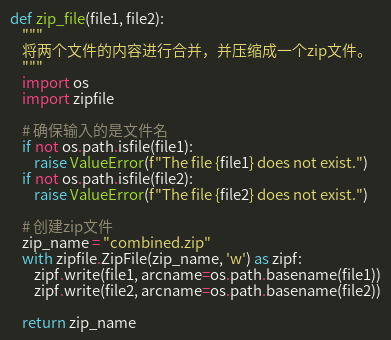 def zip_file(file1, file2):
    """
    将两个文件的内容进行合并，并压缩成一个zip文件。
    """
    import os
    import zipfile

    # 确保输入的是文件名
    if not os.path.isfile(file1):
        raise ValueError(f"The file {file1} does not exist.")
    if not os.path.isfile(file2):
        raise ValueError(f"The file {file2} does not exist.")

    # 创建zip文件
    zip_name = "combined.zip"
    with zipfile.ZipFile(zip_name, 'w') as zipf:
        zipf.write(file1, arcname=os.path.basename(file1))
        zipf.write(file2, arcname=os.path.basename(file2))

    return zip_name